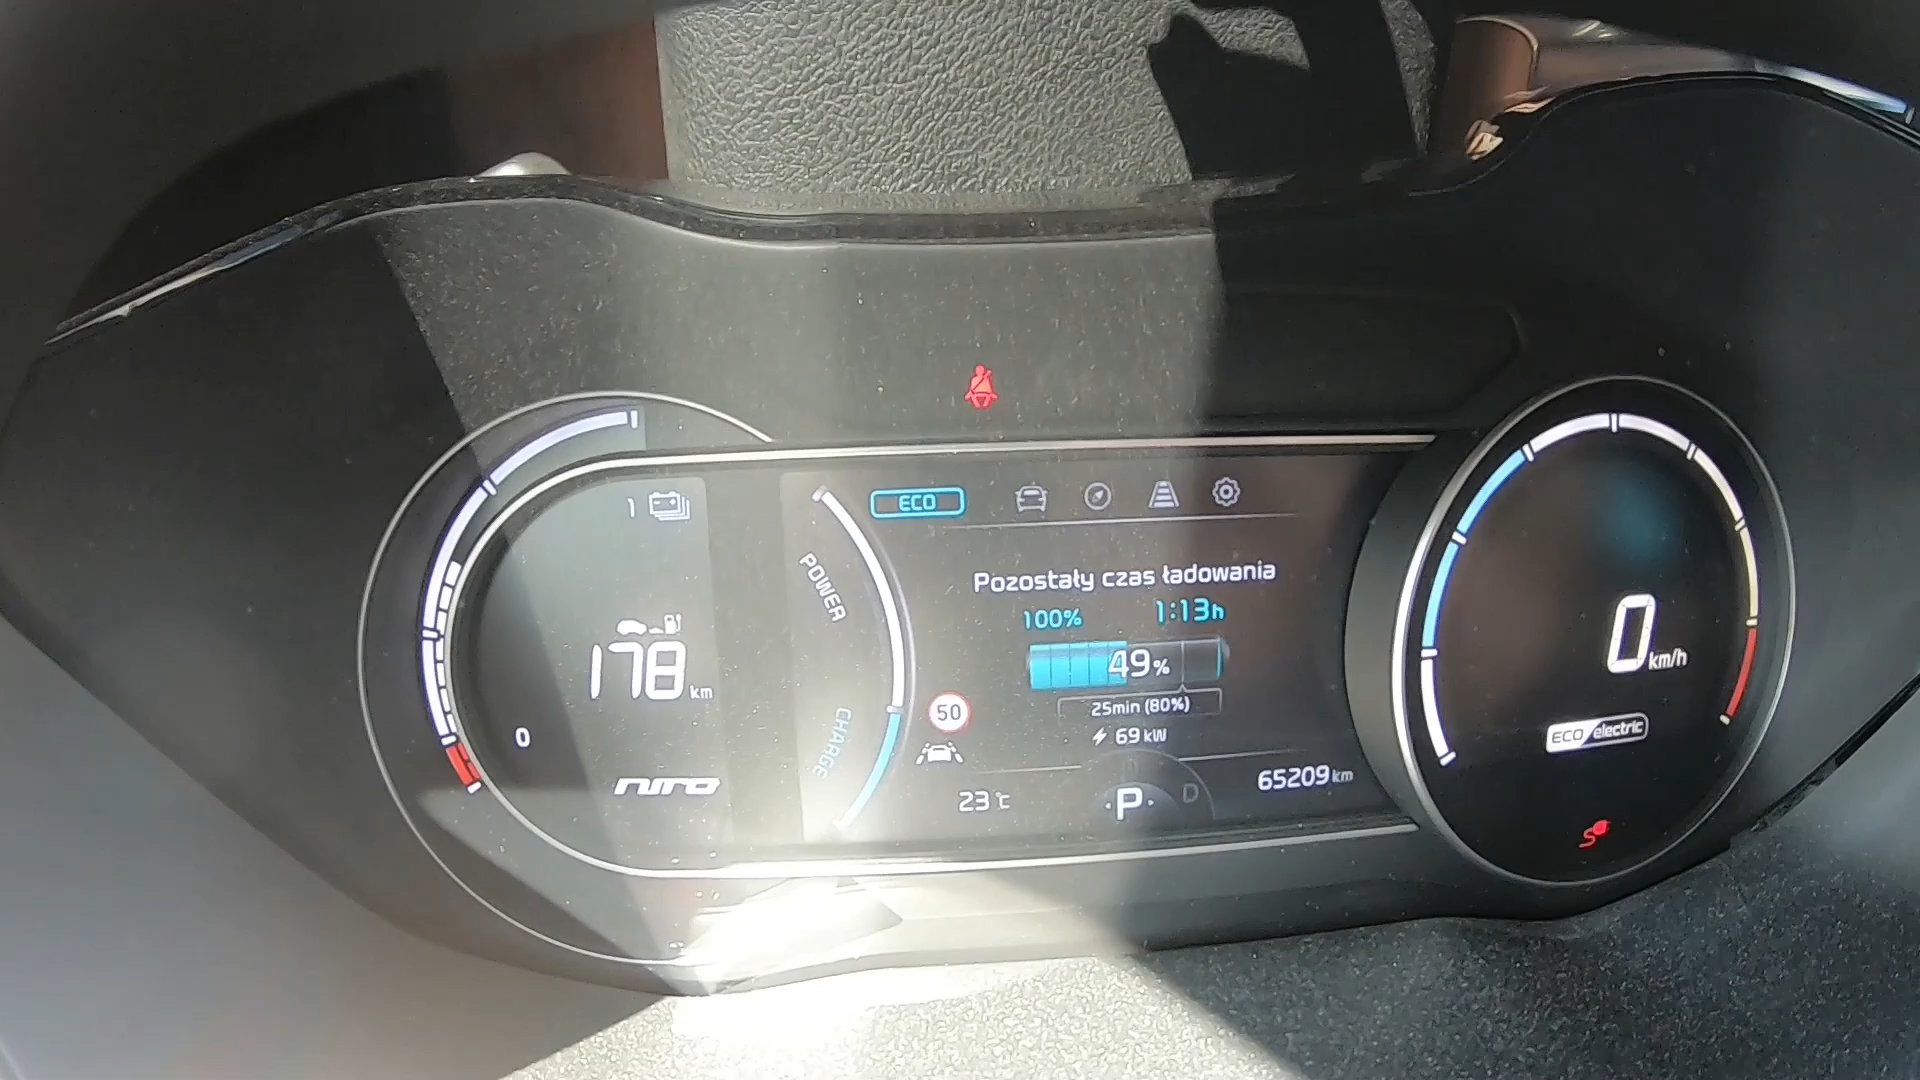 1
178 km
0
niro
POWER
CHARGE
ECO
Pozostały czas ładowania
100% 1:13h
49%
25min (80%)
69 kW
50
23 °C
P
D
65209 km
0 km/h
ECO electric